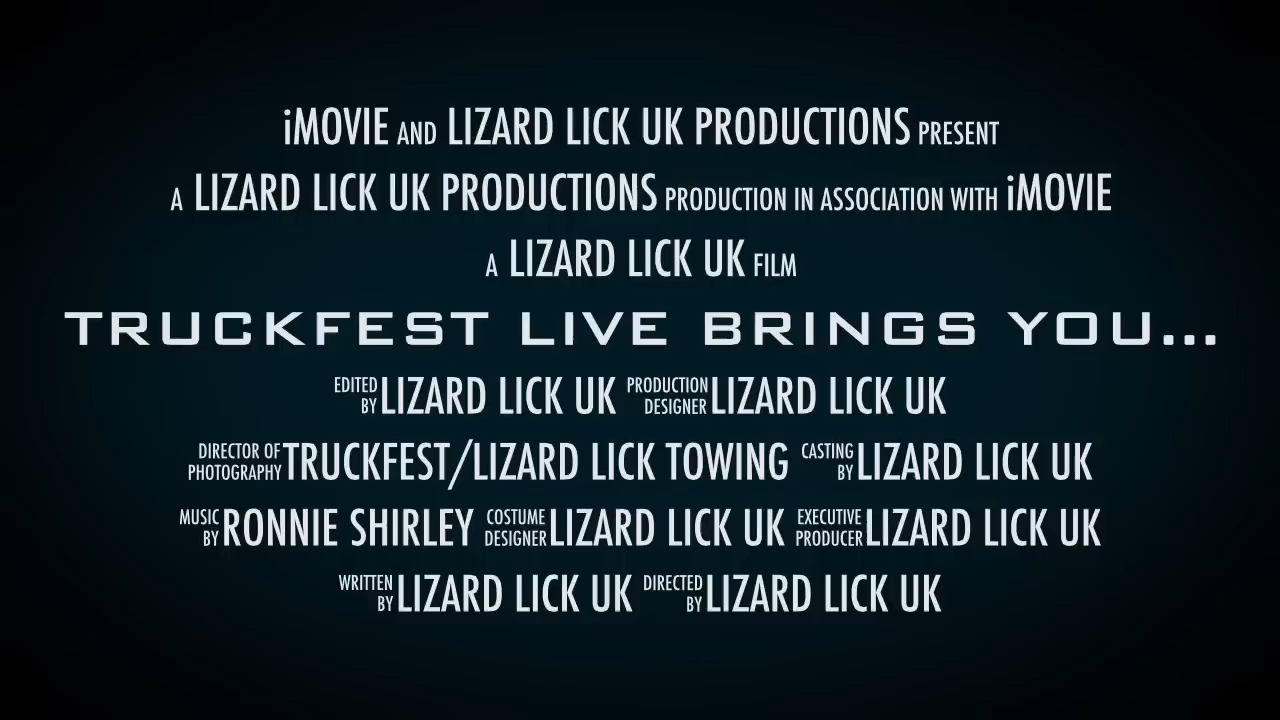 iMOVIE AND LIZARD LICK UK PRODUCTIONS PRESENT
A LIZARD LICK UK PRODUCTIONS PRODUCTION IN ASSOCIATION WITH iMOVIE
A LIZARD LICK UK FILM
TRUCKFEST LIVE BRINGS YOU...
EDITED BY LIZARD LICK UK PRODUCTION DESIGNER LIZARD LICK UK
DIRECTOR OF PHOTOGRAPHY TRUCKFEST/LIZARD LICK TOWING CASTING BY LIZARD LICK UK
MUSIC BY RONNIE SHIRLEY COSTUME DESIGNER LIZARD LICK UK EXECUTIVE PRODUCER LIZARD LICK UK
WRITTEN BY LIZARD LICK UK DIRECTED BY LIZARD LICK UK